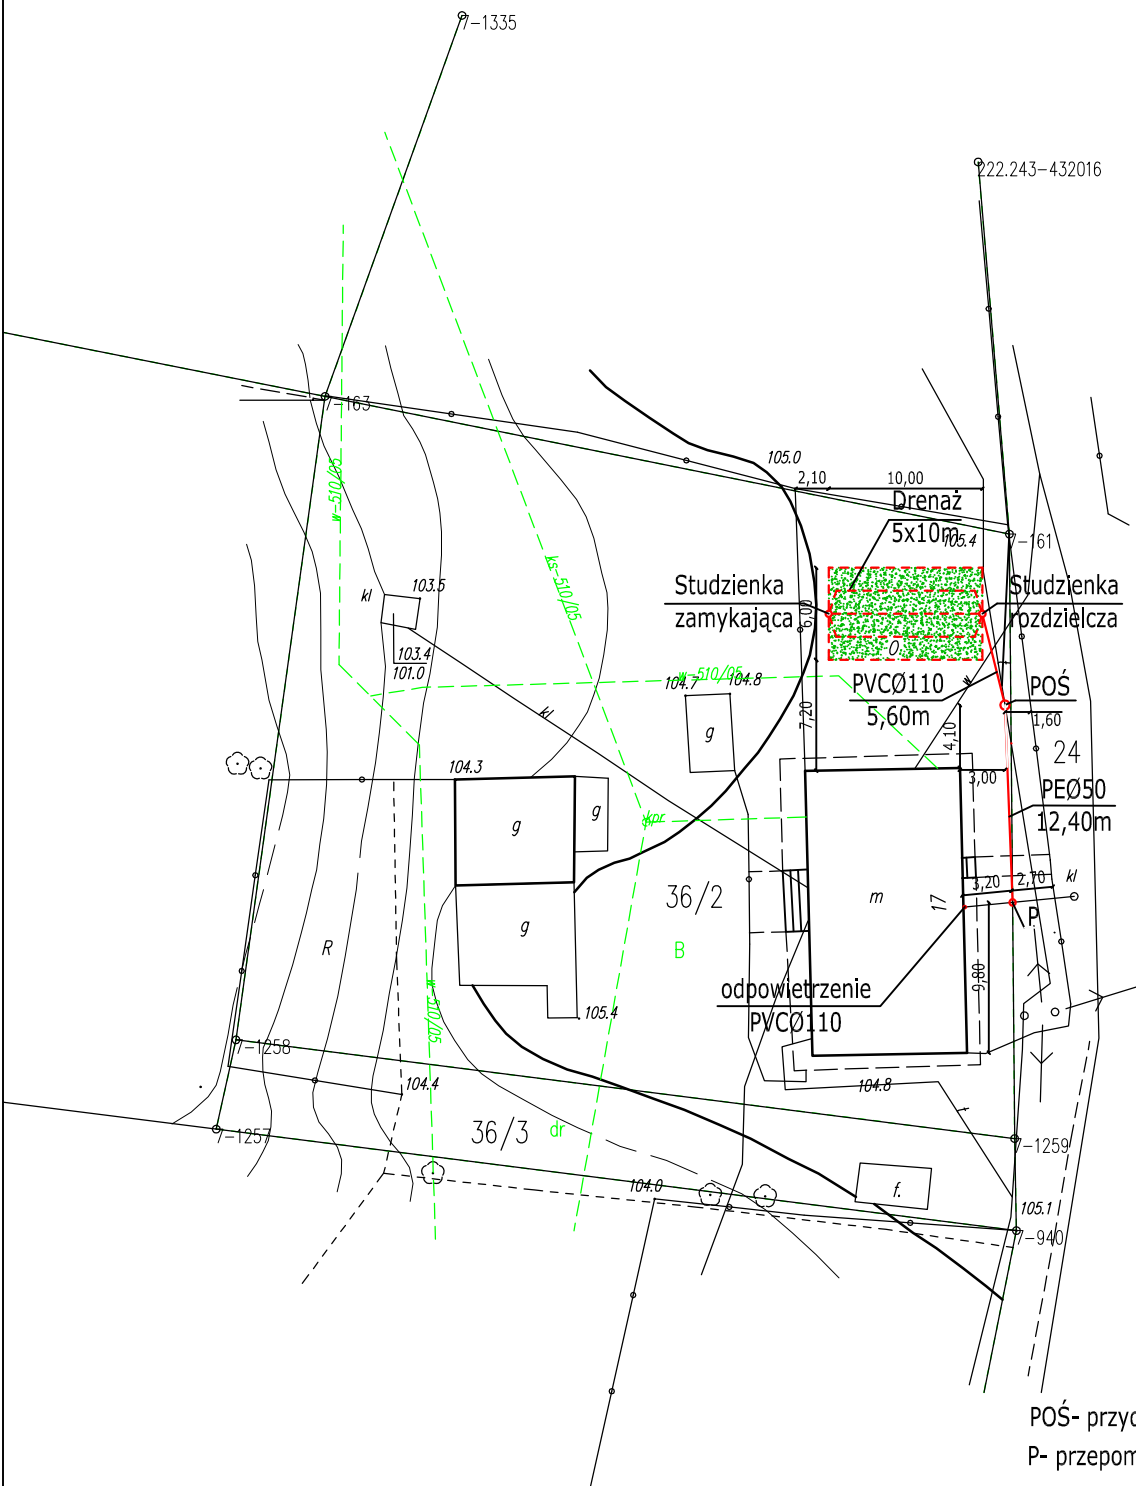 7-1335
222.243-432016
7-163
105.0
2,10
10,00
Drenaż
5x10m
105.4
7-161
w-510/05
ks-510/05
kl
103.5
Studzienka
zamykająca
6,00
Studzienka
rozdzielcza
O
103.4
101.0
t
w-510/05
104.7
104.8
PVCØ110
5,60m
w
POŚ
1,60
kl
7,20
4,10
g
24
104.3
3,00
PEØ50
12,40m
g
g
kpr
36/2
m
17
3,20
2,70
kl
P
g
R
B
9,80
odpowietrzenie
PVCØ110
w-510/05
105.4
7-1258
104.4
104.8
t
36/3
dr
7-1257
7-1259
104.0
f.
105.1
7-940
POŚ- przyc
P- przepom